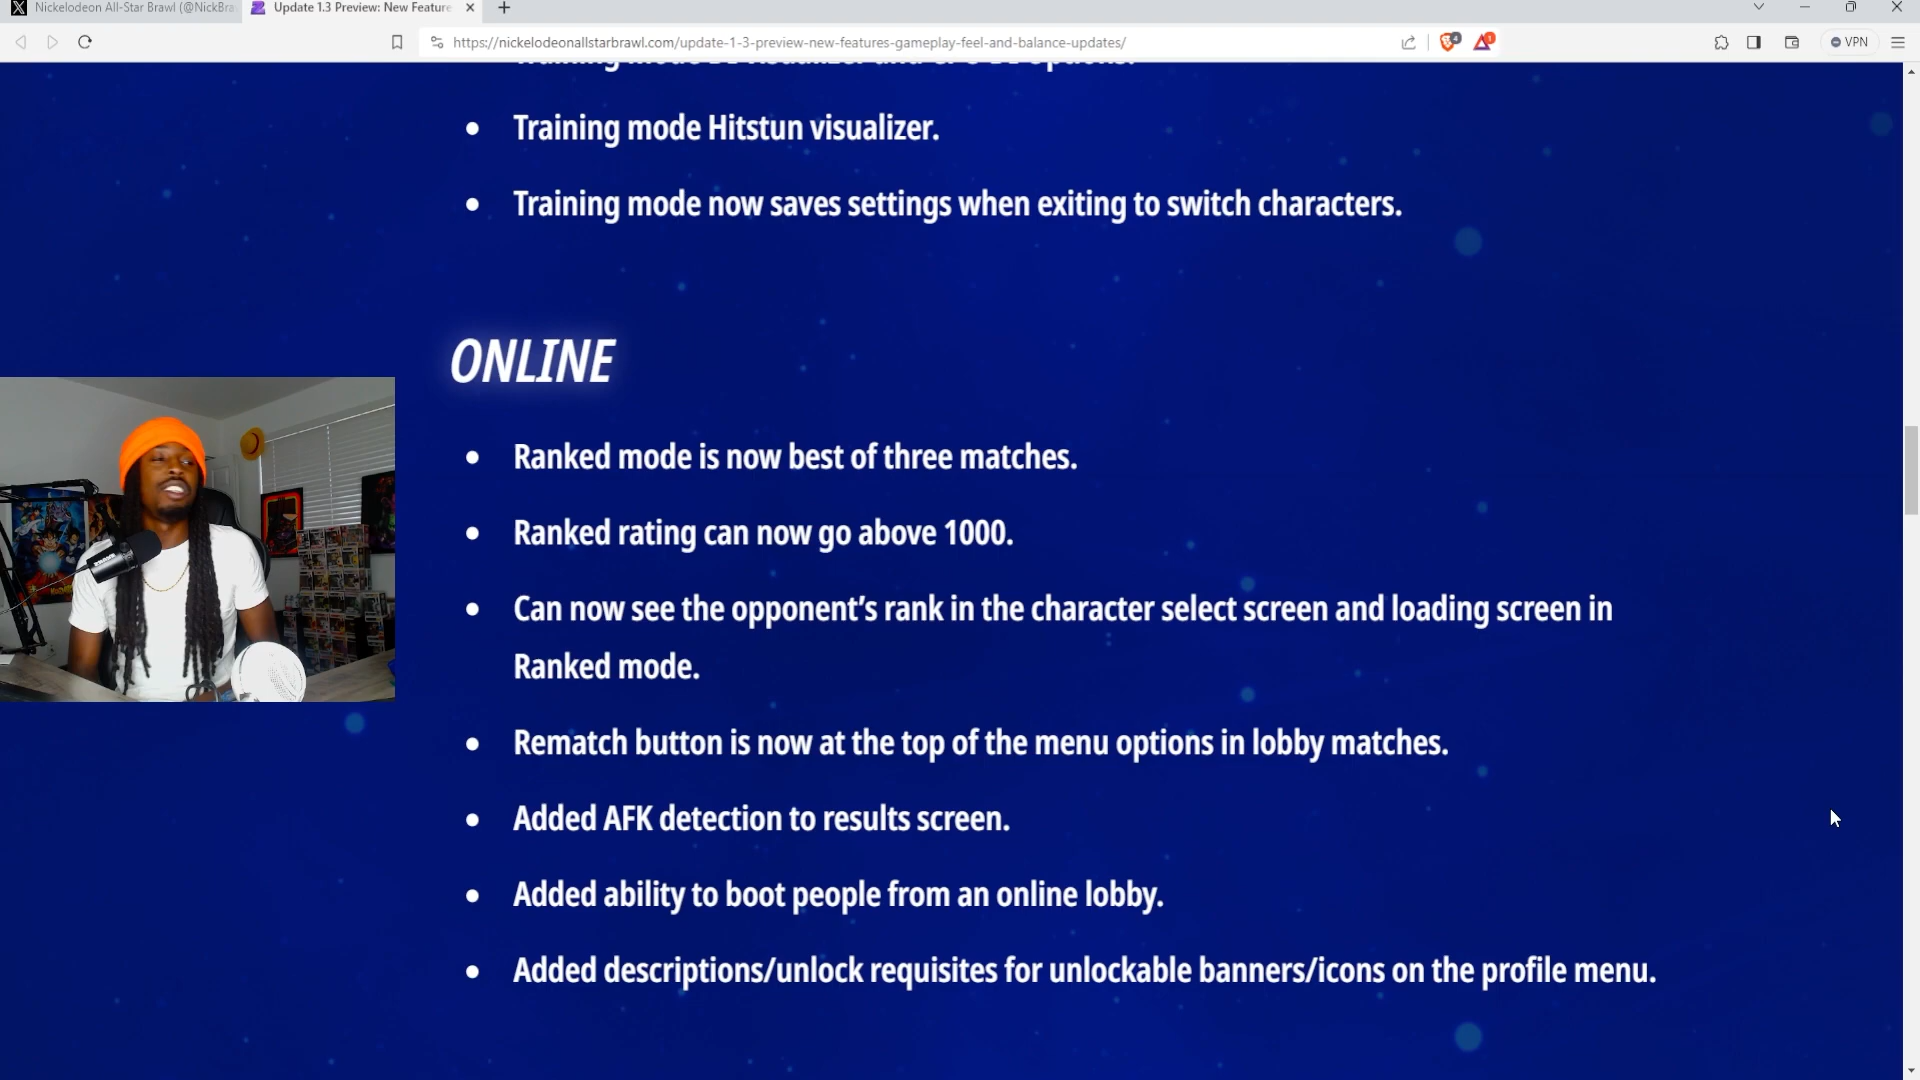 Nickelodeon All-Star Brawl (@NickBra
Update 1.3 Preview: New Feature
https://nickelodeonallstarbrawl.com/update-1-3-preview-new-features-gameplay-feel-and-balance-updates/
VPN
Training mode Hitstun visualizer.
Training mode now saves settings when exiting to switch characters.
ONLINE
Ranked mode is now best of three matches.
Ranked rating can now go above 1000.
Can now see the opponent’s rank in the character select screen and loading screen in
Ranked mode.
Rematch button is now at the top of the menu options in lobby matches.
Added AFK detection to results screen.
Added ability to boot people from an online lobby.
Added descriptions/unlock requisites for unlockable banners/icons on the profile menu.